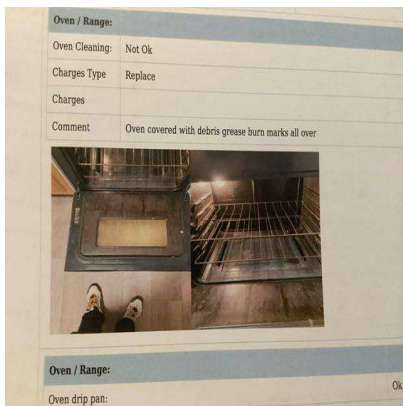 Oven / Range:
Oven Cleaning: Not Ok
Charges Type Replace
Charges
Comment Oven covered with debris grease burn marks all over
Oven / Range:
Oven drip pan: Ok